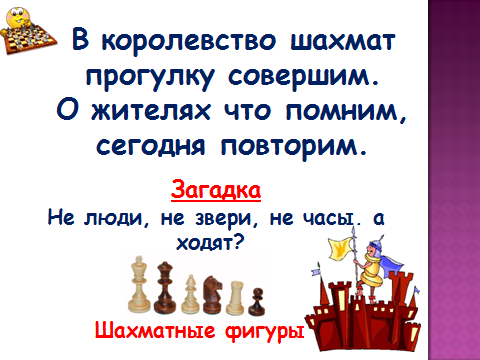 В королевство шахмат
прогулку совершим.
О жителях что помним,
сегодня повторим.
Загадка
Не люди, не звери, не часы. а
ходят?
Шахматные фигуры